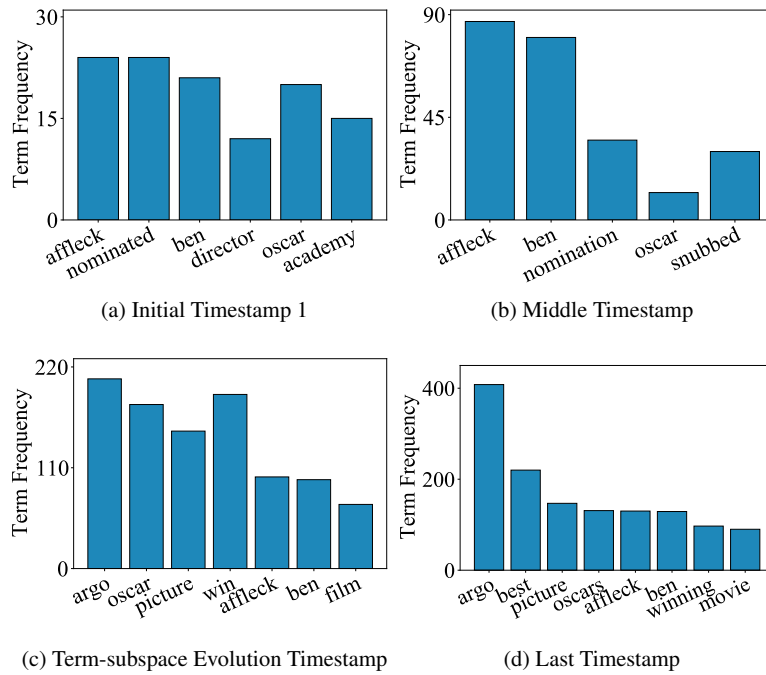 Term Frequency
30
15
0
affleck
nominated
ben
director
oscar
academy
(a) Initial Timestamp 1
Term Frequency
90
45
0
affleck
ben
nomination
oscar
snubbed
(b) Middle Timestamp
Term Frequency
220
110
0
argo
oscar
picture
win
affleck
ben
film
(c) Term-subspace Evolution Timestamp
Term Frequency
400
200
0
argo
best
picture
oscars
affleck
ben
winning
movie
(d) Last Timestamp